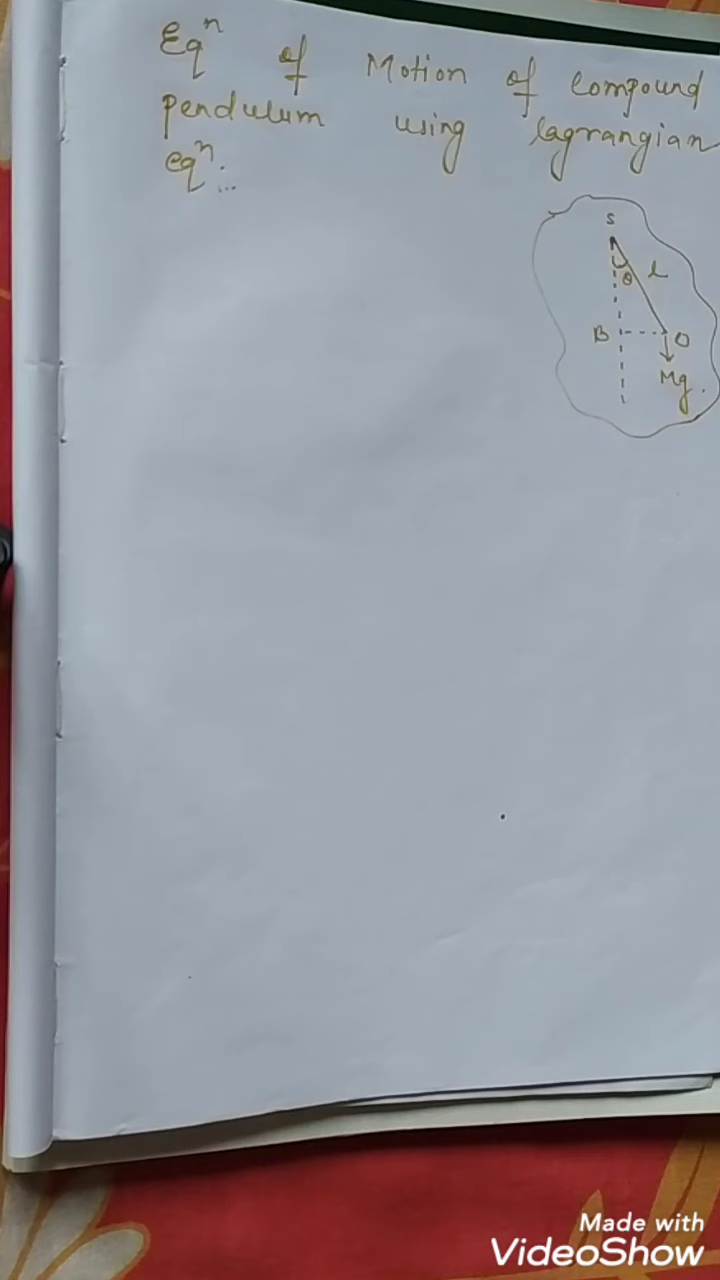 Eqⁿ of Motion of compound
pendulum using lagrangian
eqⁿ...
S
θ l
B O
Mg.
Made with
VideoShow